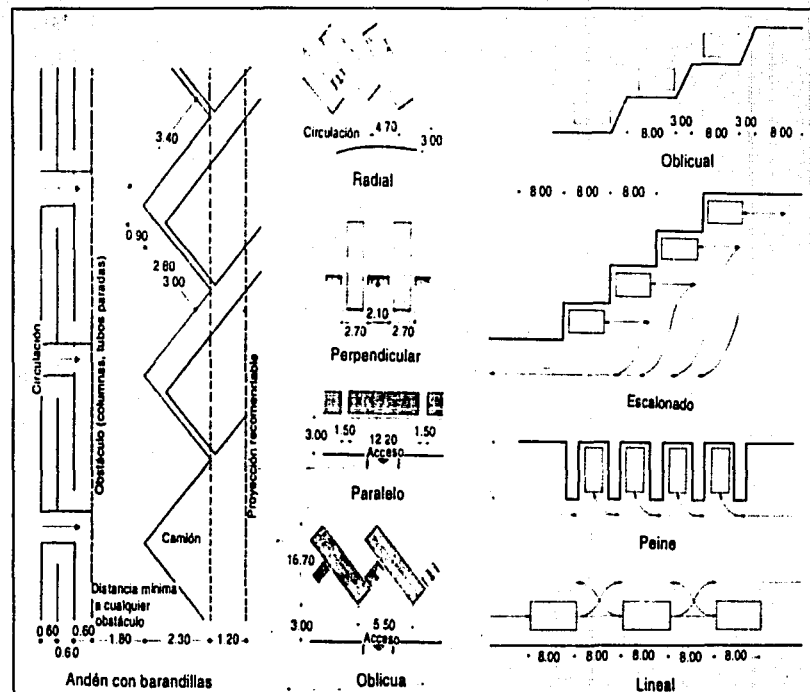 3.40
0.90
2.80
3.00
Circulación
Obstáculo (columnas, tubos paradas)
Proyección recomendable
Camión
Distancia mínima
a cualquier
obstáculo
0.60 0.60
0.60
1.80
2.30
1.20
Andén con barandillas
Circulación
4.70
3.00
Radial
2.10
2.70 2.70
Perpendicular
3.00
1.50
12.20
1.50
Acceso
Paralelo
16.70
3.00
5.50
Acceso
Oblicua
3.00 3.00
8.00 8.00 8.00
Oblicual
8.00 8.00 8.00
Escalonado
Peine
8.00 8.00 8.00 8.00 8.00
Lineal